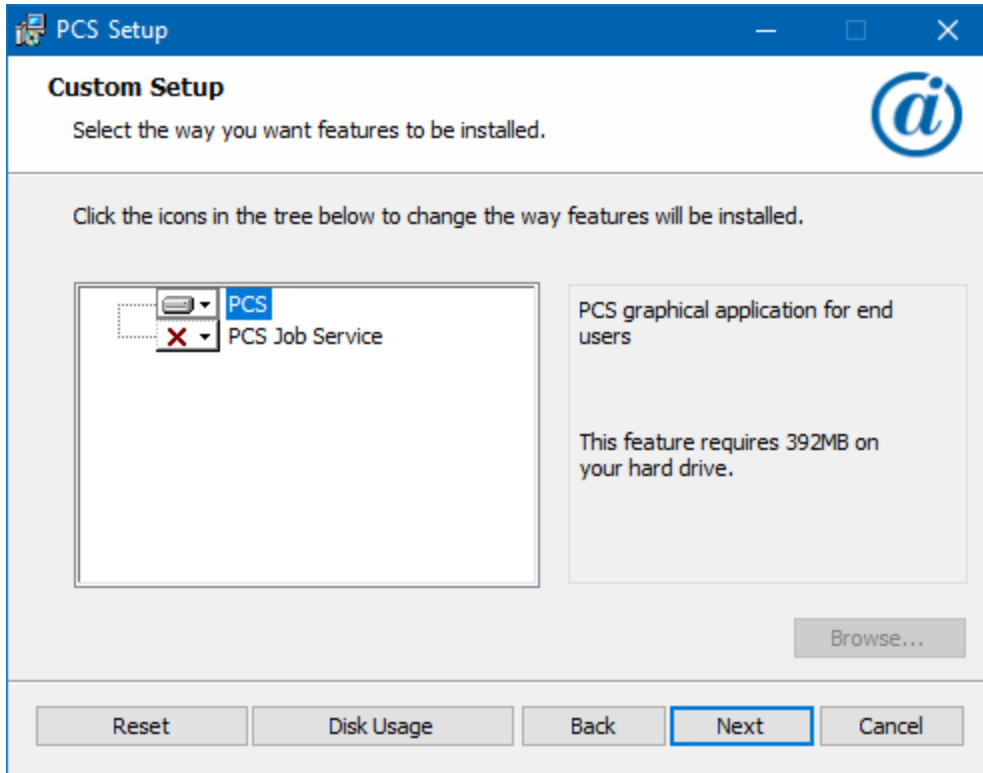 PCS Setup
Custom Setup
Select the way you want features to be installed.
Click the icons in the tree below to change the way features will be installed.
PCS
PCS Job Service
PCS graphical application for end
users
This feature requires 392MB on
your hard drive.
Browse...
Reset
Disk Usage
Back
Next
Cancel